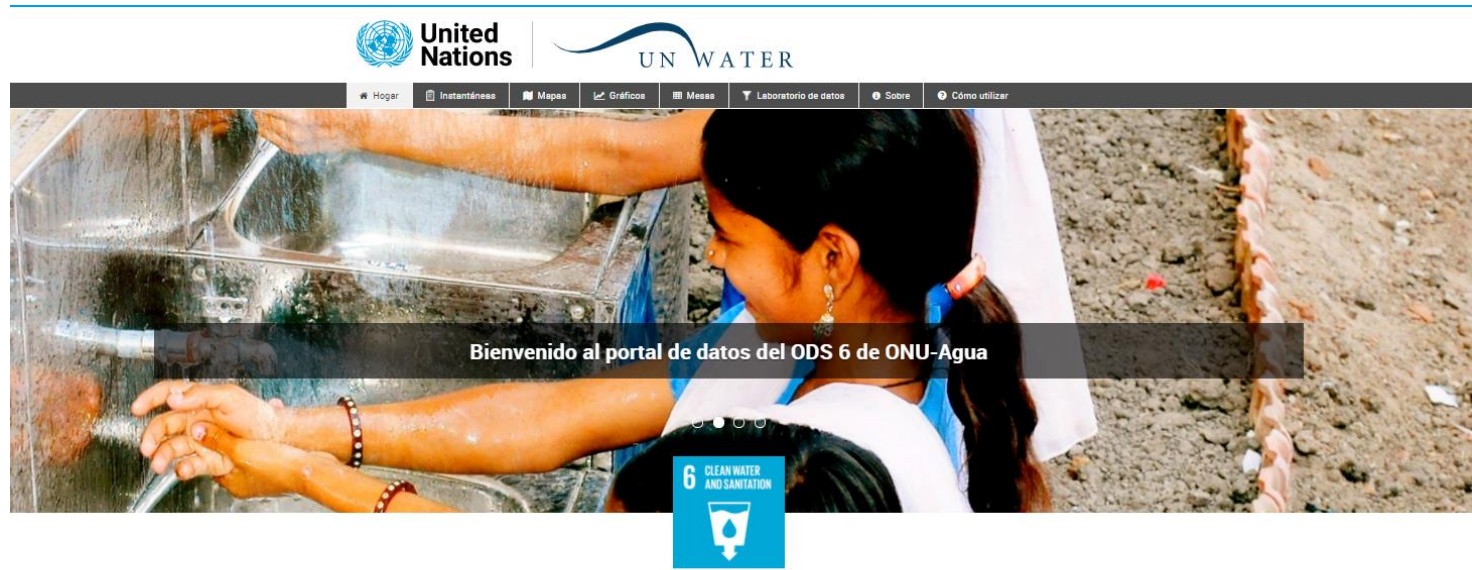 United
Nations
UN WATER
Hogar Instantáneas Mapas Gráficos Mesas Laboratorio de datos Sobre Cómo utilizar
Bienvenido al portal de datos del ODS 6 de ONU-Agua
6 CLEAN WATER
AND SANITATION